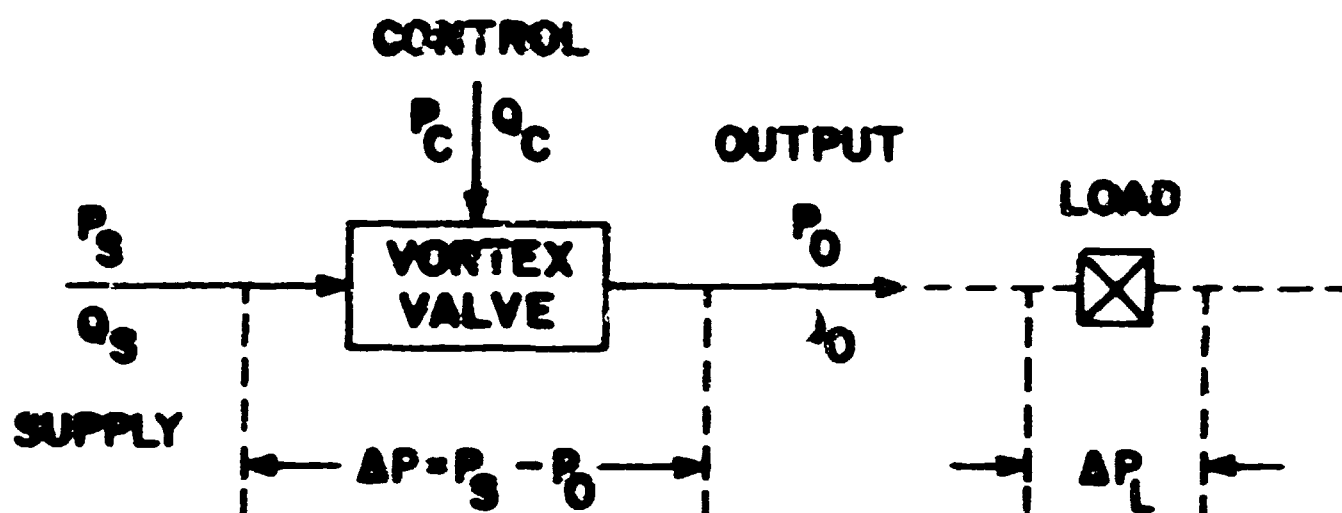 CONTROL
P_C Q_C
OUTPUT
LOAD
P_S
P_O
VORTEX
VALVE
Q_S
SUPPLY
ΔP = P_S - P_O
ΔP_L